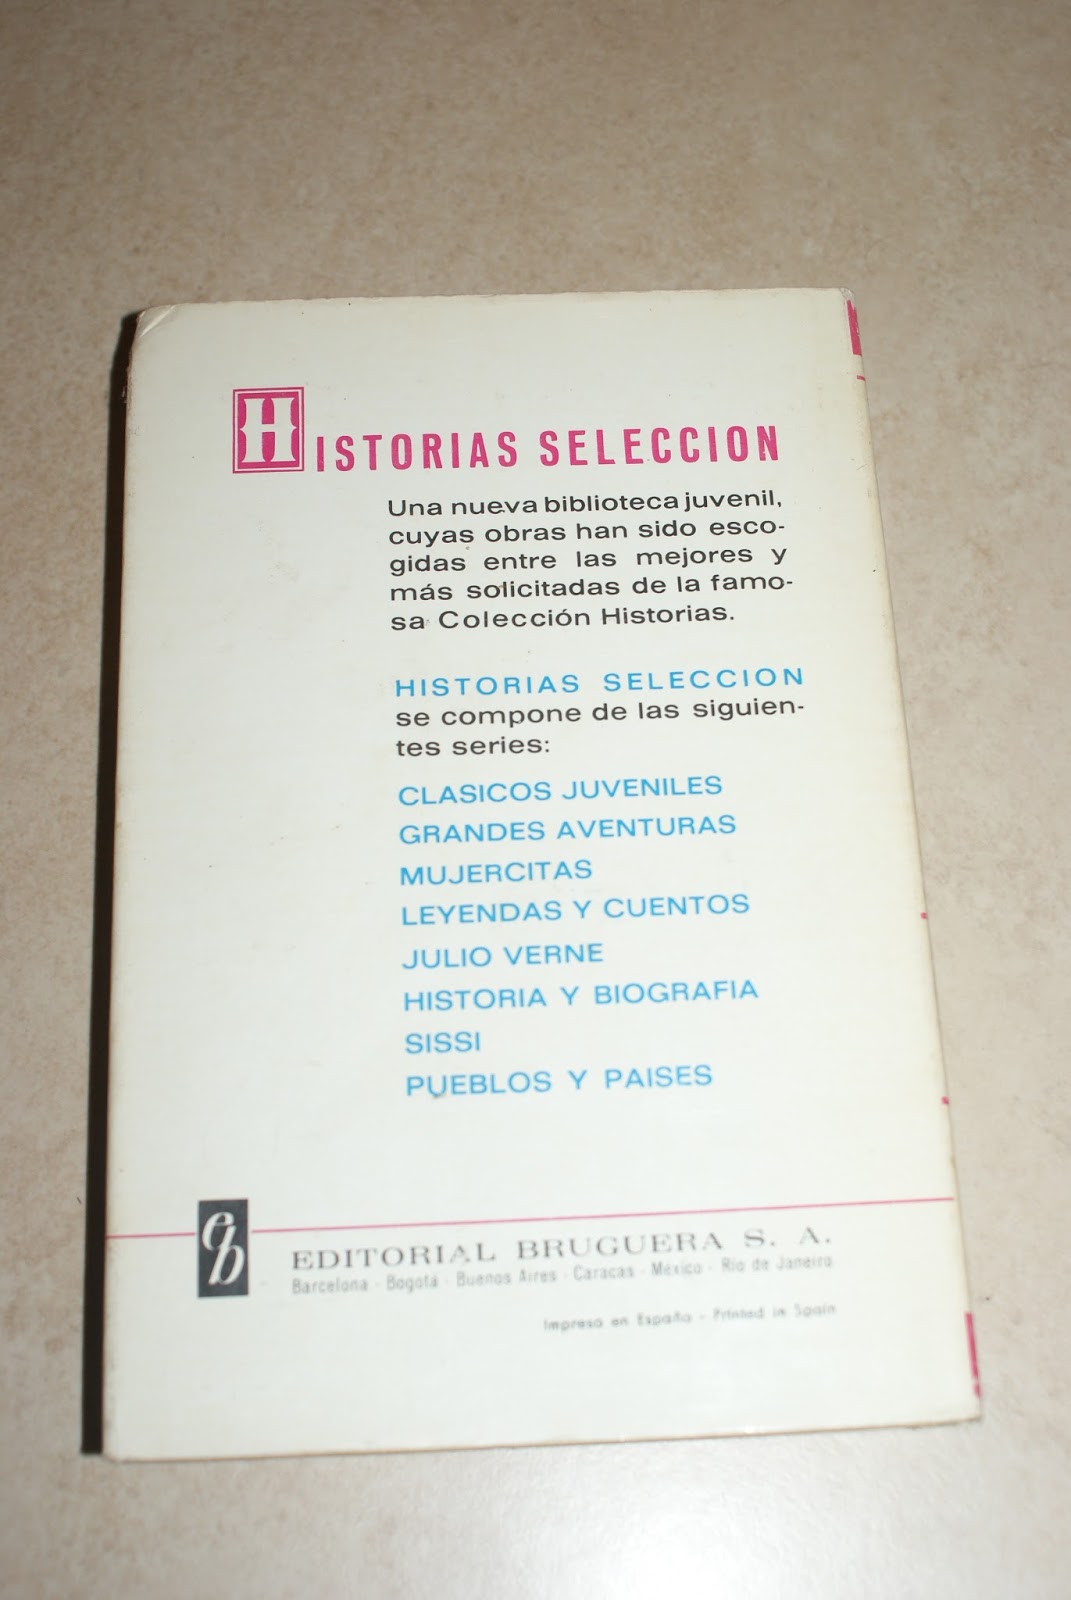 HISTORIAS SELECCION
Una nueva biblioteca juvenil,
cuyas obras han sido esco-
gidas entre las mejores y
más solicitadas de la famo-
sa Colección Historias.
HISTORIAS SELECCION
se compone de las siguien-
tes series:
CLASICOS JUVENILES
GRANDES AVENTURAS
MUJERCITAS
LEYENDAS Y CUENTOS
JULIO VERNE
HISTORIA Y BIOGRAFIA
SISSI
PUEBLOS Y PAISES
eb
EDITORIAL BRUGUERA S. A.
Barcelona - Bogotá - Buenos Aires - Caracas - México - Rio de Janeiro
Impreso en España - Printed in Spain